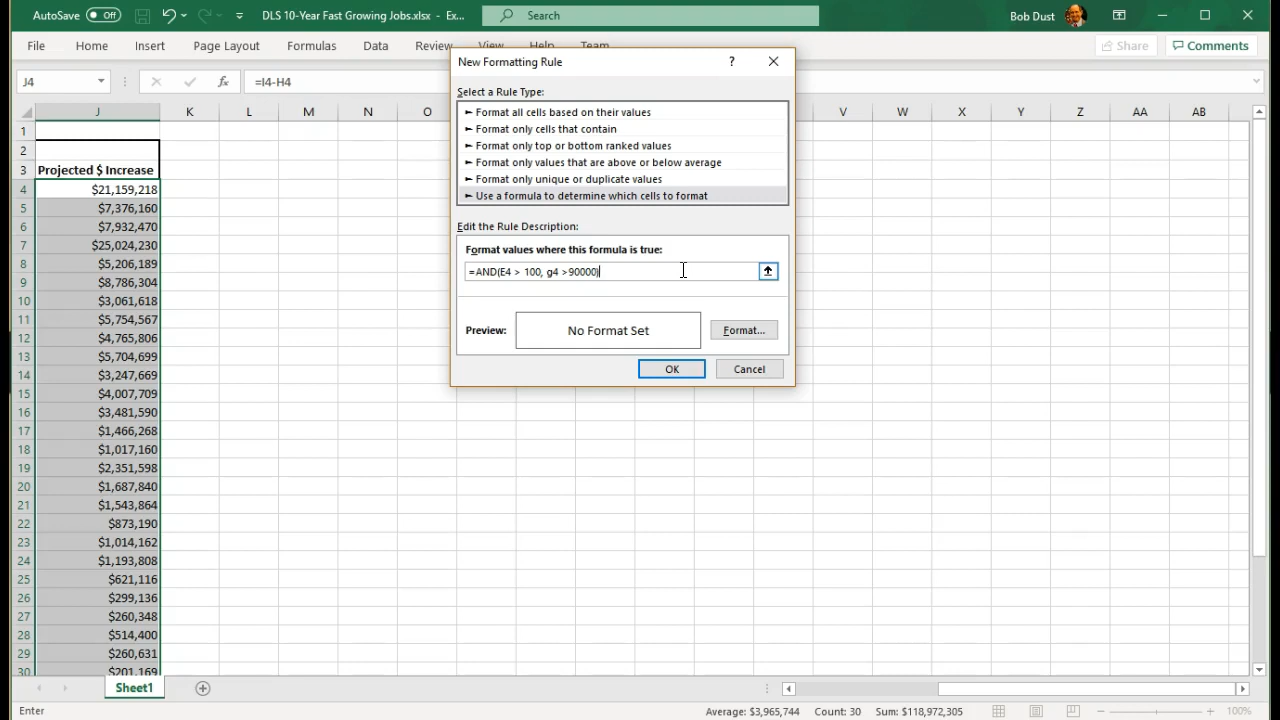 AutoSave Off DLS 10-Year Fast Growing Jobs.xlsx - Ex... Search Bob Dust
File Home Insert Page Layout Formulas Data Review View Help Team Share Comments
J4 fx =I4-H4
New Formatting Rule ?
Select a Rule Type:
► Format all cells based on their values
► Format only cells that contain
► Format only top or bottom ranked values
► Format only values that are above or below average
► Format only unique or duplicate values
► Use a formula to determine which cells to format
Edit the Rule Description:
Format values where this formula is true:
=AND(E4 > 100, g4 >90000)
Preview: No Format Set Format...
OK Cancel
J K L M N O V W X Y Z AA AB
1
2
3 Projected $ Increase
4 $21,159,218
5 $7,376,160
6 $7,932,470
7 $25,024,230
8 $5,206,189
9 $8,786,304
10 $3,061,618
11 $5,754,567
12 $4,765,806
13 $5,704,699
14 $3,247,669
15 $4,007,709
16 $3,481,590
17 $1,466,268
18 $1,017,160
19 $2,351,598
20 $1,687,840
21 $1,543,864
22 $873,190
23 $1,014,162
24 $1,193,808
25 $621,116
26 $299,136
27 $260,348
28 $514,400
29 $260,631
30 $201,169
Sheet1
Enter Average: $3,965,744 Count: 30 Sum: $118,972,305 100%